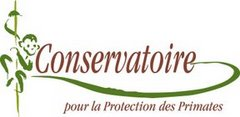 Conservatoire
pour la Protection des Primates